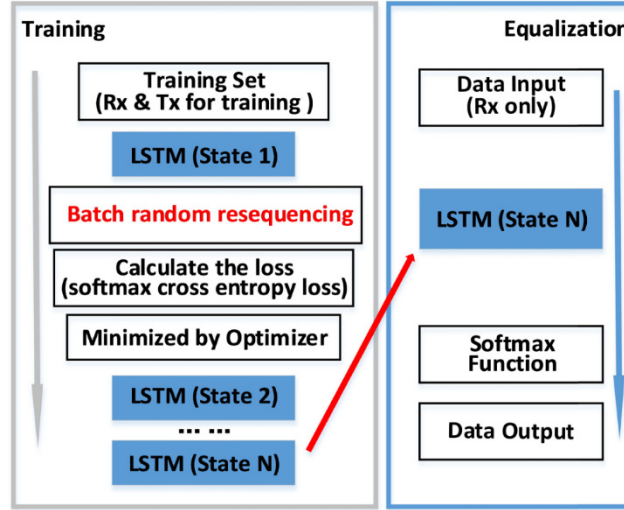 Training
Training Set
(Rx & Tx for training )
LSTM (State 1)
Batch random resequencing
Calculate the loss
(softmax cross entropy loss)
Minimized by Optimizer
LSTM (State 2)
... ...
LSTM (State N)
Equalization
Data Input
(Rx only)
LSTM (State N)
Softmax
Function
Data Output